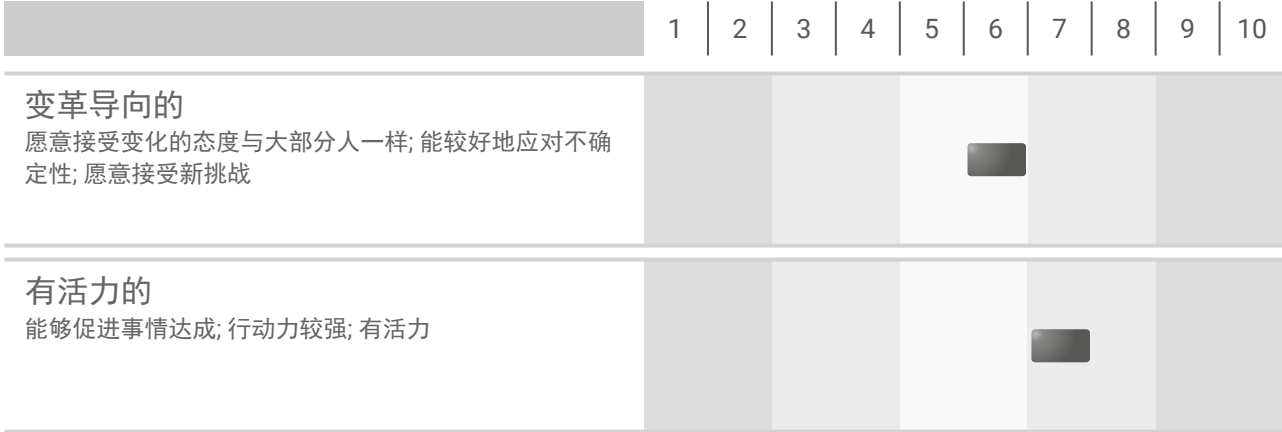 1 2 3 4 5 6 7 8 9 10
变革导向的
愿意接受变化的态度与大部分人一样; 能较好地应对不确
定性; 愿意接受新挑战
有活力的
能够促进事情达成; 行动力较强; 有活力